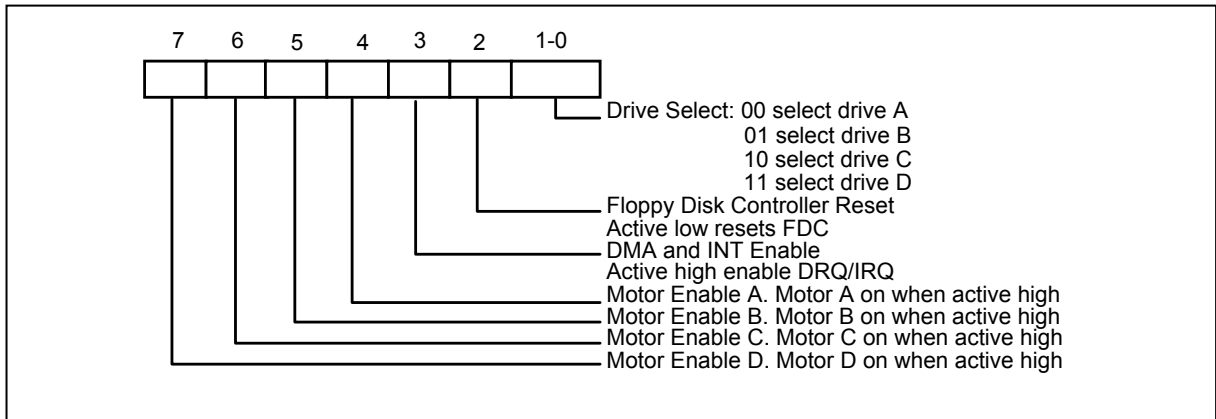 7 6 5 4 3 2 1-0
Drive Select: 00 select drive A
01 select drive B
10 select drive C
11 select drive D
Floppy Disk Controller Reset
Active low resets FDC
DMA and INT Enable
Active high enable DRQ/IRQ
Motor Enable A. Motor A on when active high
Motor Enable B. Motor B on when active high
Motor Enable C. Motor C on when active high
Motor Enable D. Motor D on when active high